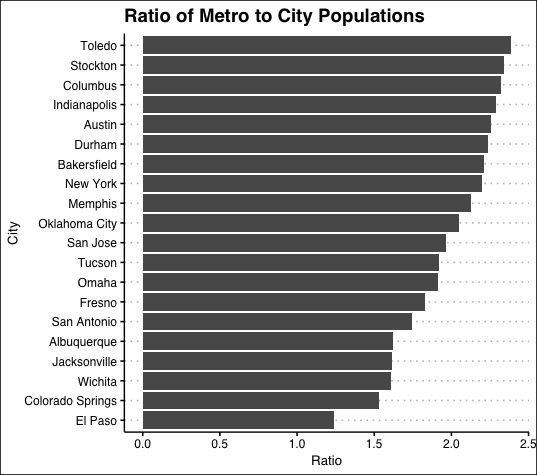 Ratio of Metro to City Populations
Toledo
Stockton
Columbus
Indianapolis
Austin
Durham
Bakersfield
New York
Memphis
Oklahoma City
San Jose
Tucson
Omaha
Fresno
San Antonio
Albuquerque
Jacksonville
Wichita
Colorado Springs
El Paso
City
0.0 0.5 1.0 1.5 2.0 2.5
Ratio